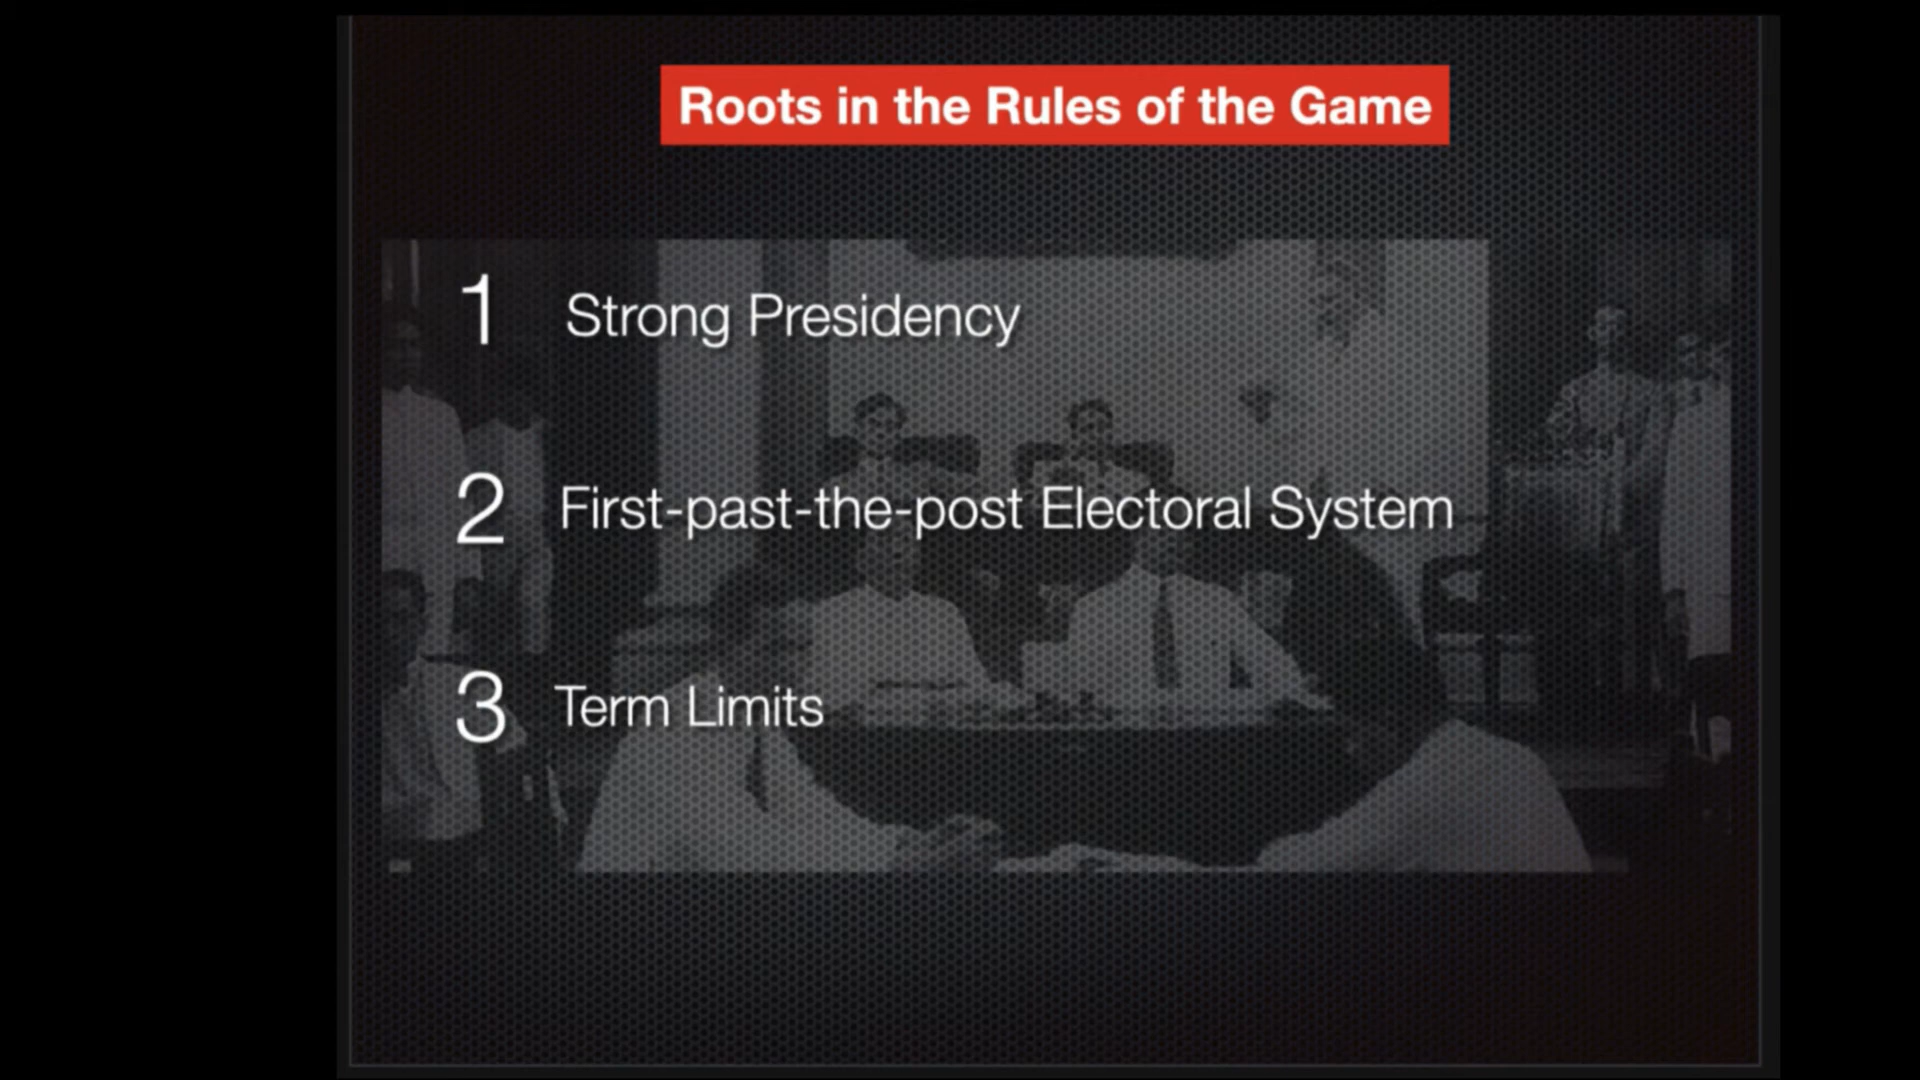 Roots in the Rules of the Game
1 Strong Presidency
2 First-past-the-post Electoral System
3 Term Limits